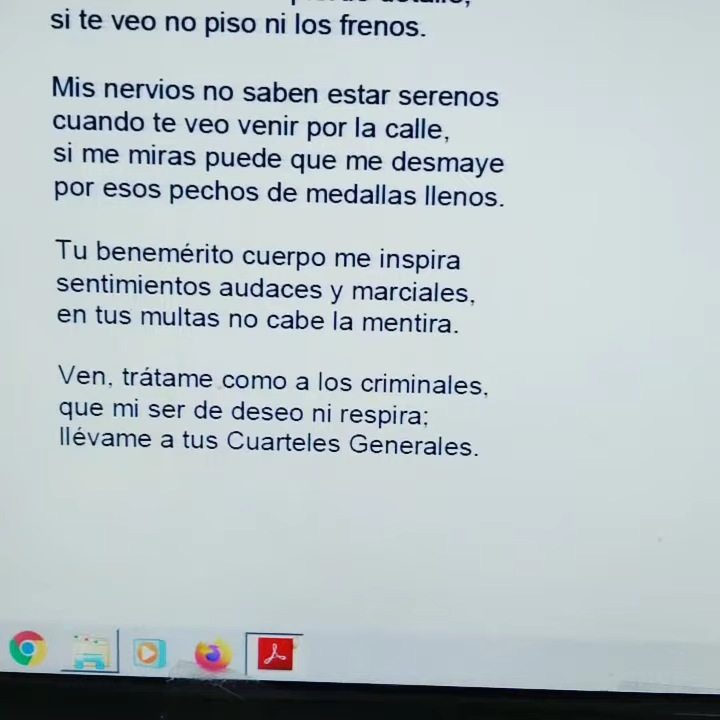 si te veo no piso ni los frenos.
Mis nervios no saben estar serenos
cuando te veo venir por la calle,
si me miras puede que me desmaye
por esos pechos de medallas llenos.
Tu benemérito cuerpo me inspira
sentimientos audaces y marciales,
en tus multas no cabe la mentira.
Ven, trátame como a los criminales,
que mi ser de deseo ni respira;
llévame a tus Cuarteles Generales.